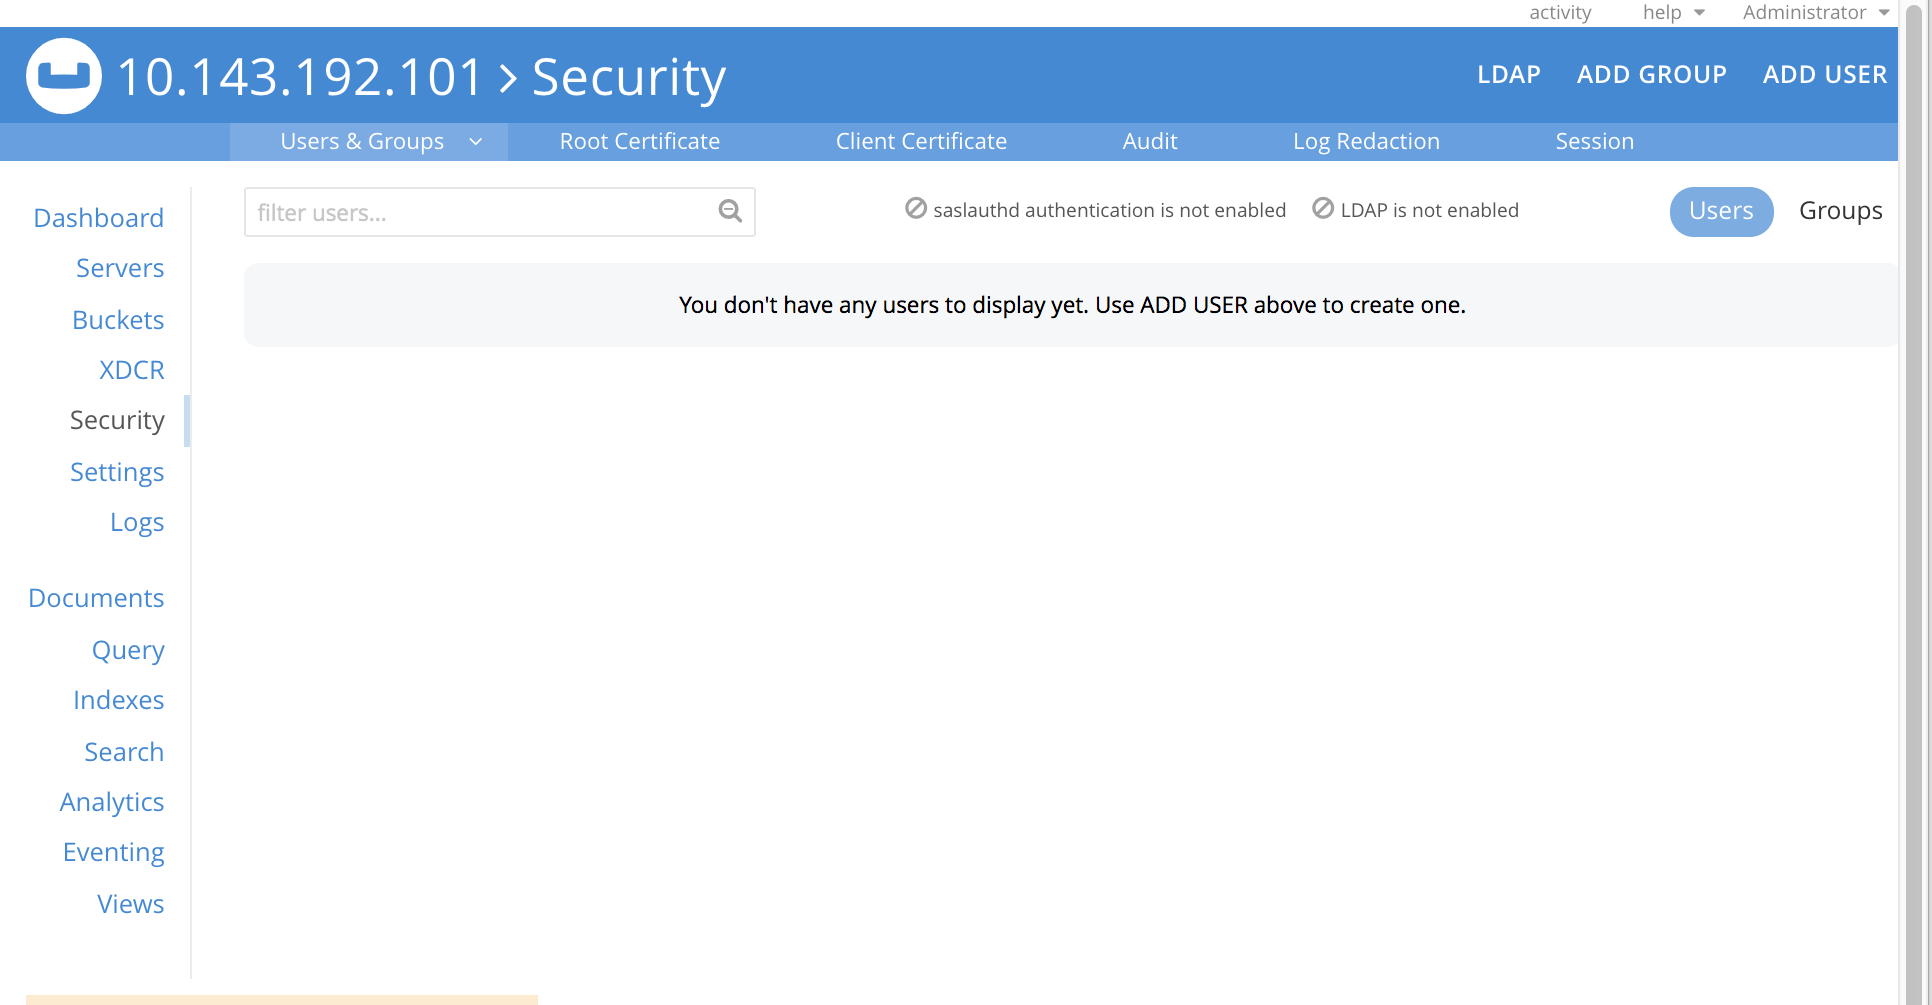 activity help Administrator
10.143.192.101 > Security LDAP ADD GROUP ADD USER
Users & Groups Root Certificate Client Certificate Audit Log Redaction Session
filter users... saslauthd authentication is not enabled LDAP is not enabled Users Groups
You don't have any users to display yet. Use ADD USER above to create one.
Dashboard
Servers
Buckets
XDCR
Security
Settings
Logs
Documents
Query
Indexes
Search
Analytics
Eventing
Views